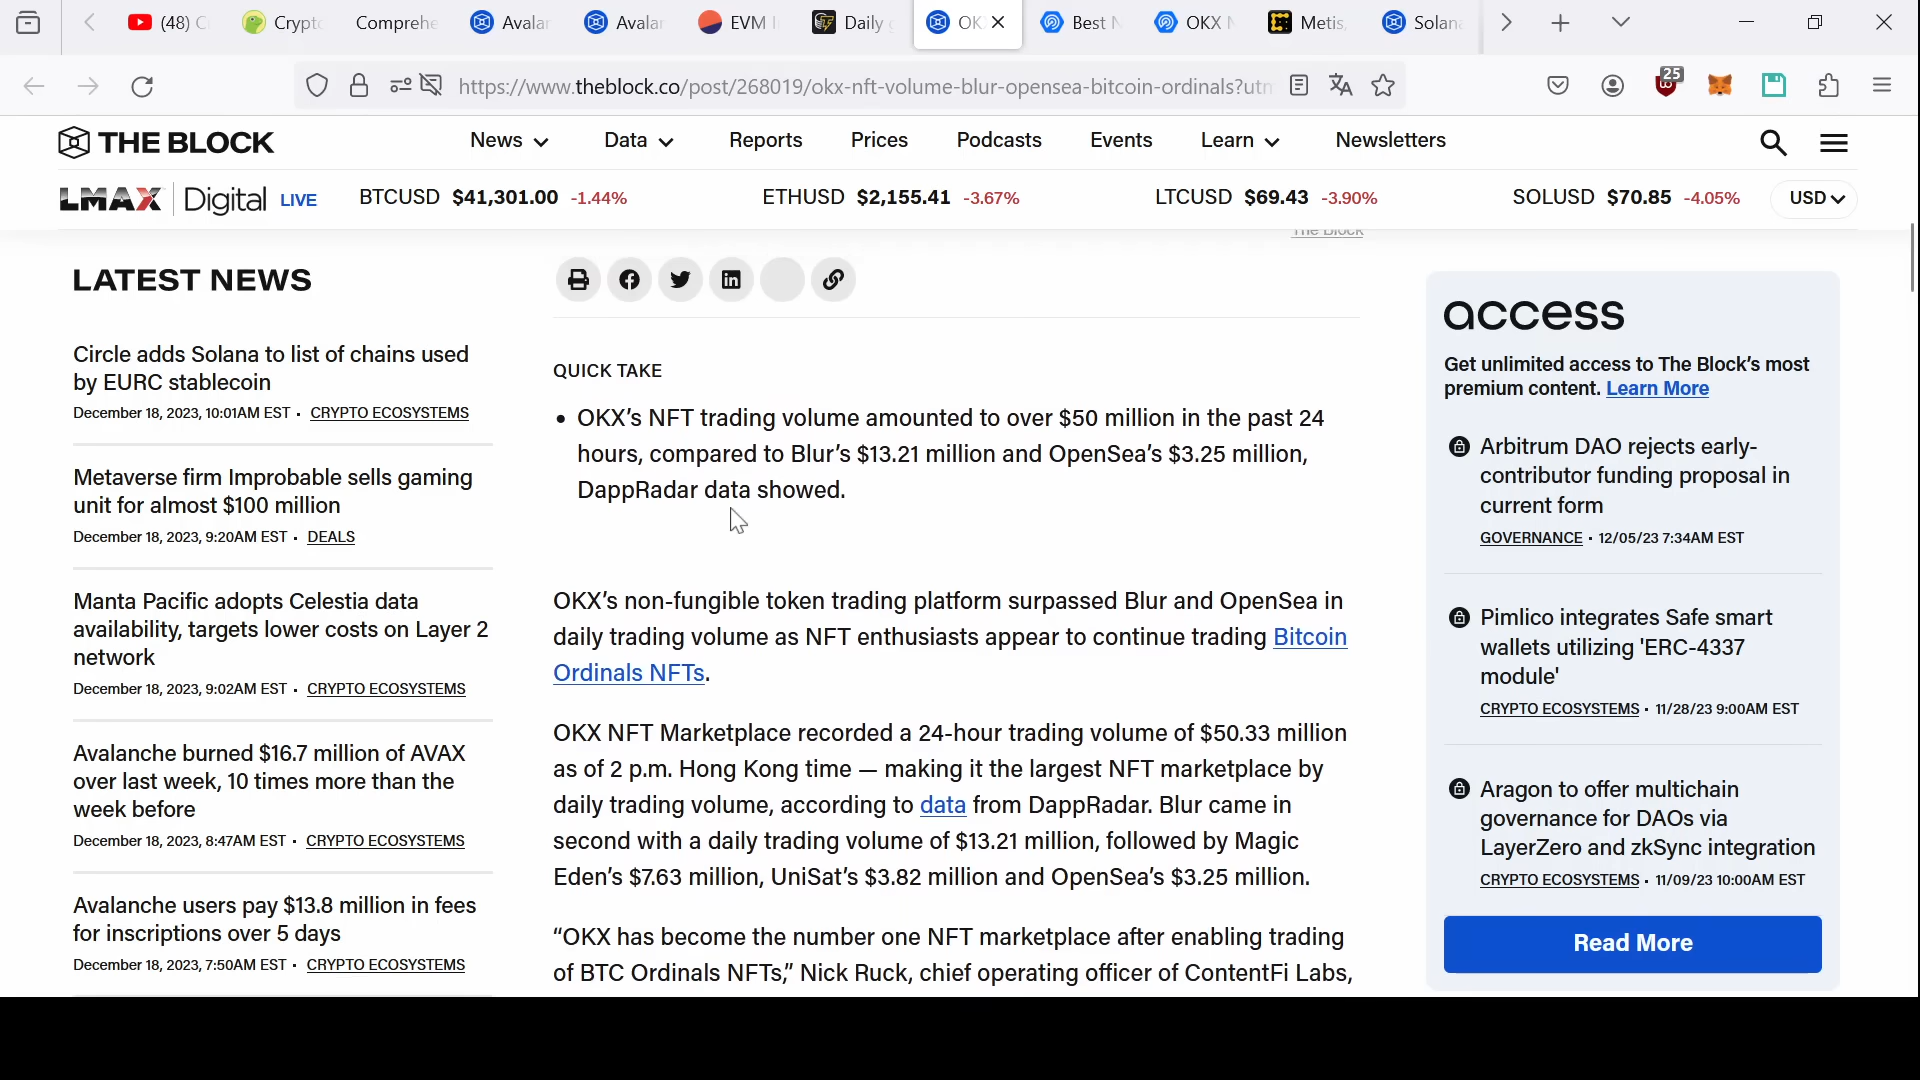 (48) C
Crypto
Comprehe
Avalan
Avalan
EVM I
Daily
OK
Best N
OKX N
Metis,
Solana
https://www.theblock.co/post/268019/okx-nft-volume-blur-opensea-bitcoin-ordinals?utm
25
THE BLOCK
News
Data
Reports
Prices
Podcasts
Events
Learn
Newsletters
LMAX Digital LIVE
BTCUSD $41,301.00 -1.44%
ETHUSD $2,155.41 -3.67%
LTCUSD $69.43 -3.90%
SOLUSD $70.85 -4.05%
USD
The Block
LATEST NEWS
Circle adds Solana to list of chains used
by EURC stablecoin
December 18, 2023, 10:01AM EST • CRYPTO ECOSYSTEMS
Metaverse firm Improbable sells gaming
unit for almost $100 million
December 18, 2023, 9:20AM EST • DEALS
Manta Pacific adopts Celestia data
availability, targets lower costs on Layer 2
network
December 18, 2023, 9:02AM EST • CRYPTO ECOSYSTEMS
Avalanche burned $16.7 million of AVAX
over last week, 10 times more than the
week before
December 18, 2023, 8:47AM EST • CRYPTO ECOSYSTEMS
Avalanche users pay $13.8 million in fees
for inscriptions over 5 days
December 18, 2023, 7:50AM EST • CRYPTO ECOSYSTEMS
QUICK TAKE
• OKX’s NFT trading volume amounted to over $50 million in the past 24
hours, compared to Blur’s $13.21 million and OpenSea’s $3.25 million,
DappRadar data showed.
OKX’s non-fungible token trading platform surpassed Blur and OpenSea in
daily trading volume as NFT enthusiasts appear to continue trading Bitcoin
Ordinals NFTs.
OKX NFT Marketplace recorded a 24-hour trading volume of $50.33 million
as of 2 p.m. Hong Kong time — making it the largest NFT marketplace by
daily trading volume, according to data from DappRadar. Blur came in
second with a daily trading volume of $13.21 million, followed by Magic
Eden’s $7.63 million, UniSat’s $3.82 million and OpenSea’s $3.25 million.
“OKX has become the number one NFT marketplace after enabling trading
of BTC Ordinals NFTs,” Nick Ruck, chief operating officer of ContentFi Labs,
access
Get unlimited access to The Block’s most
premium content. Learn More
Arbitrum DAO rejects early-
contributor funding proposal in
current form
GOVERNANCE • 12/05/23 7:34AM EST
Pimlico integrates Safe smart
wallets utilizing 'ERC-4337
module'
CRYPTO ECOSYSTEMS • 11/28/23 9:00AM EST
Aragon to offer multichain
governance for DAOs via
LayerZero and zkSync integration
CRYPTO ECOSYSTEMS • 11/09/23 10:00AM EST
Read More